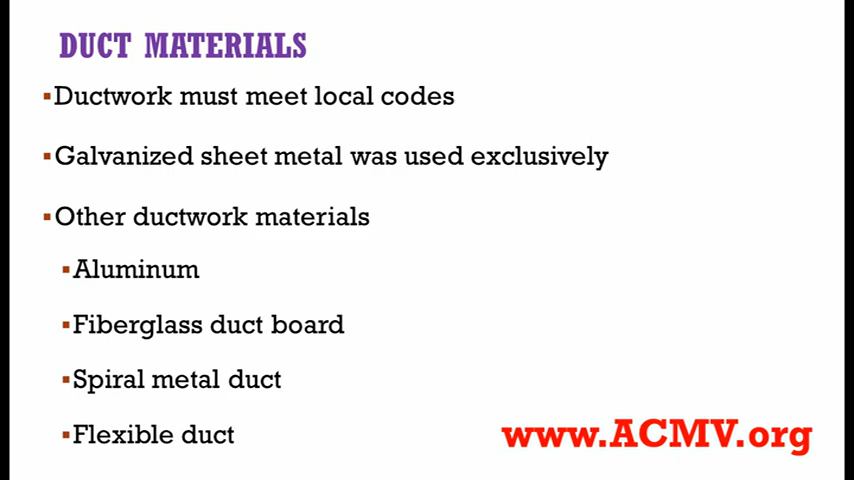 DUCT MATERIALS
▪Ductwork must meet local codes
▪Galvanized sheet metal was used exclusively
▪Other ductwork materials
▪Aluminum
▪Fiberglass duct board
▪Spiral metal duct
▪Flexible duct
www.ACMV.org